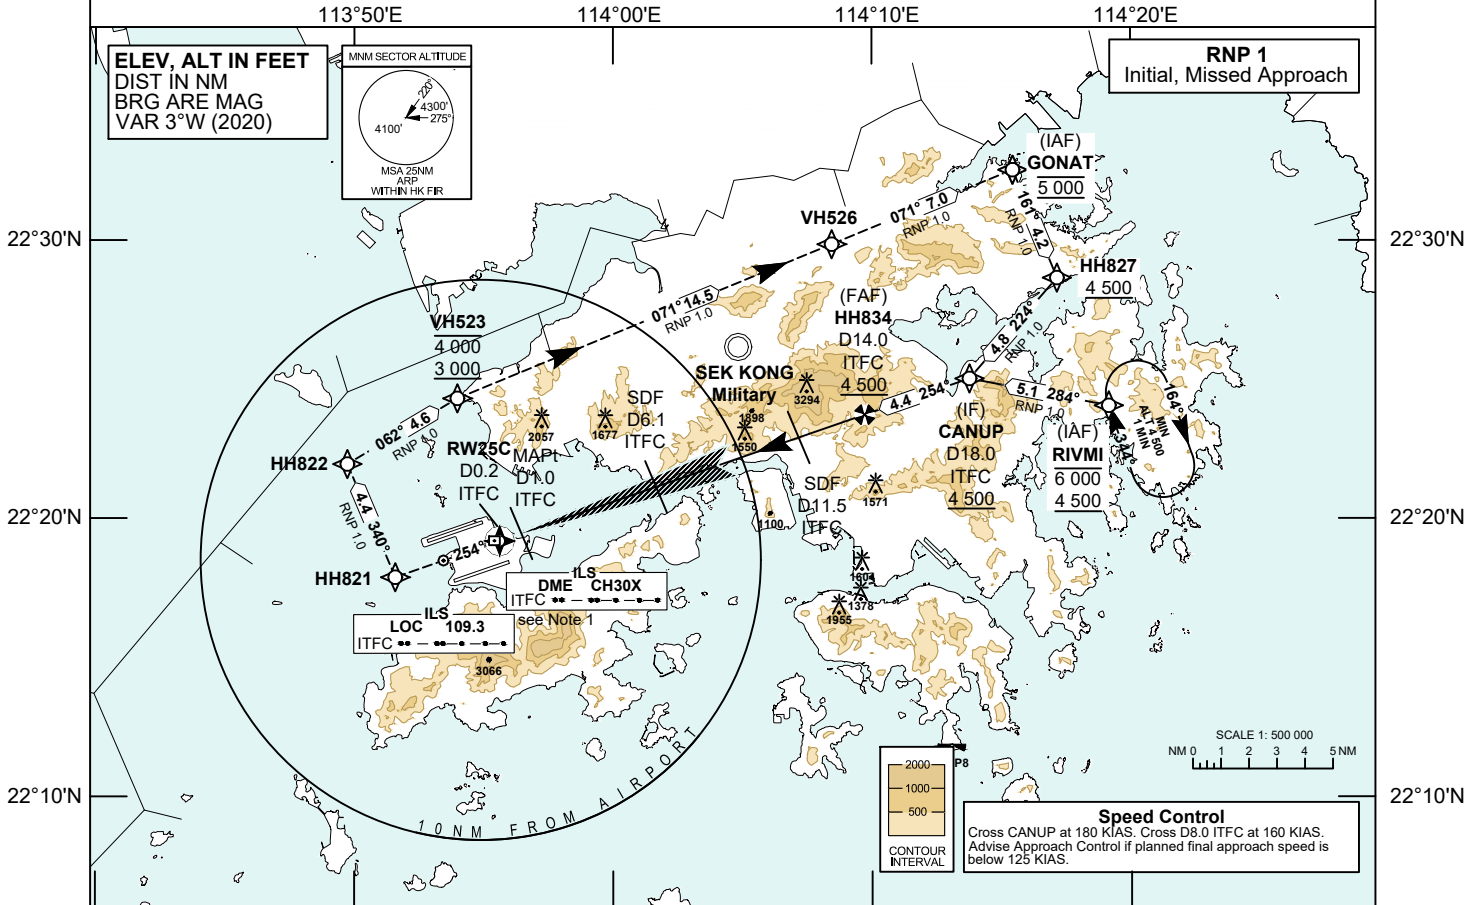 113°50'E
114°00'E
114°10'E
114°20'E
ELEV, ALT IN FEET
DIST IN NM
BRG ARE MAG
VAR 3°W (2020)
MNM SECTOR ALTITUDE
220°
4300'
275°
4100'
MSA 25NM
ARP
WITHIN HK FIR
RNP 1
Initial, Missed Approach
(IAF)
GONAT
5 000
161° 4.2
RNP 1.0
VH526
071° 7.0
RNP 1.0
22°30'N
22°30'N
HH827
4 500
4.8 224°
RNP 1.0
071° 14.5
RNP 1.0
VH523
4 000
3 000
(FAF)
HH834
D14.0
ITFC
4 500
SEK KONG
Military
3294
1898
1550
4.4 254°
5.1 284°
RNP 1.0
(IF)
CANUP
D18.0
ITFC
4 500
(IAF)
RIVMI
6 000
4 500
164°
MIN
ALT 4 500
1 MIN
344°
062° 4.6
RNP 1.0
2057
1677
SDF
D6.1
ITFC
HH822
RW25C
D0.2
ITFC
MAPt
D1.0
ITFC
SDF
D11.5
ITFC
1571
1100
22°20'N
22°20'N
4.4 340°
RNP 1.0
254°
HH821
ILS
DME CH30X
ITFC
see Note 1
ILS
LOC 109.3
ITFC
3066
1604
1378
1955
10NM FROM AIRPORT
P8
SCALE 1: 500 000
NM 0 1 2 3 4 5 NM
2000
1000
500
CONTOUR
INTERVAL
22°10'N
22°10'N
Speed Control
Cross CANUP at 180 KIAS. Cross D8.0 ITFC at 160 KIAS.
Advise Approach Control if planned final approach speed is
below 125 KIAS.